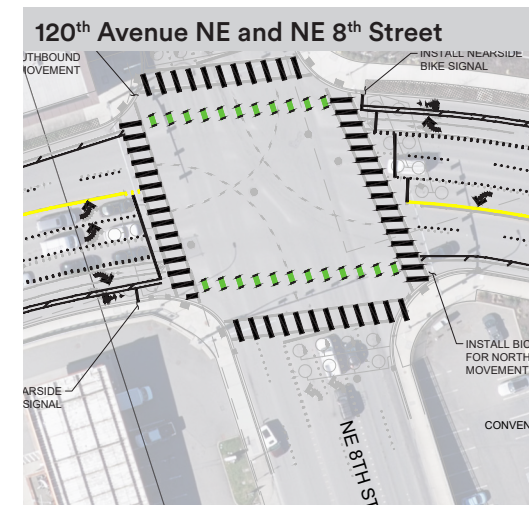 120th Avenue NE and NE 8th Street
UTHBOUND
MOVEMENT
INSTALL NEARSIDE
BIKE SIGNAL
ARSIDE
SIGNAL
INSTALL BIC
FOR NORTH
MOVEMENT
CONVEN
NE 8TH ST